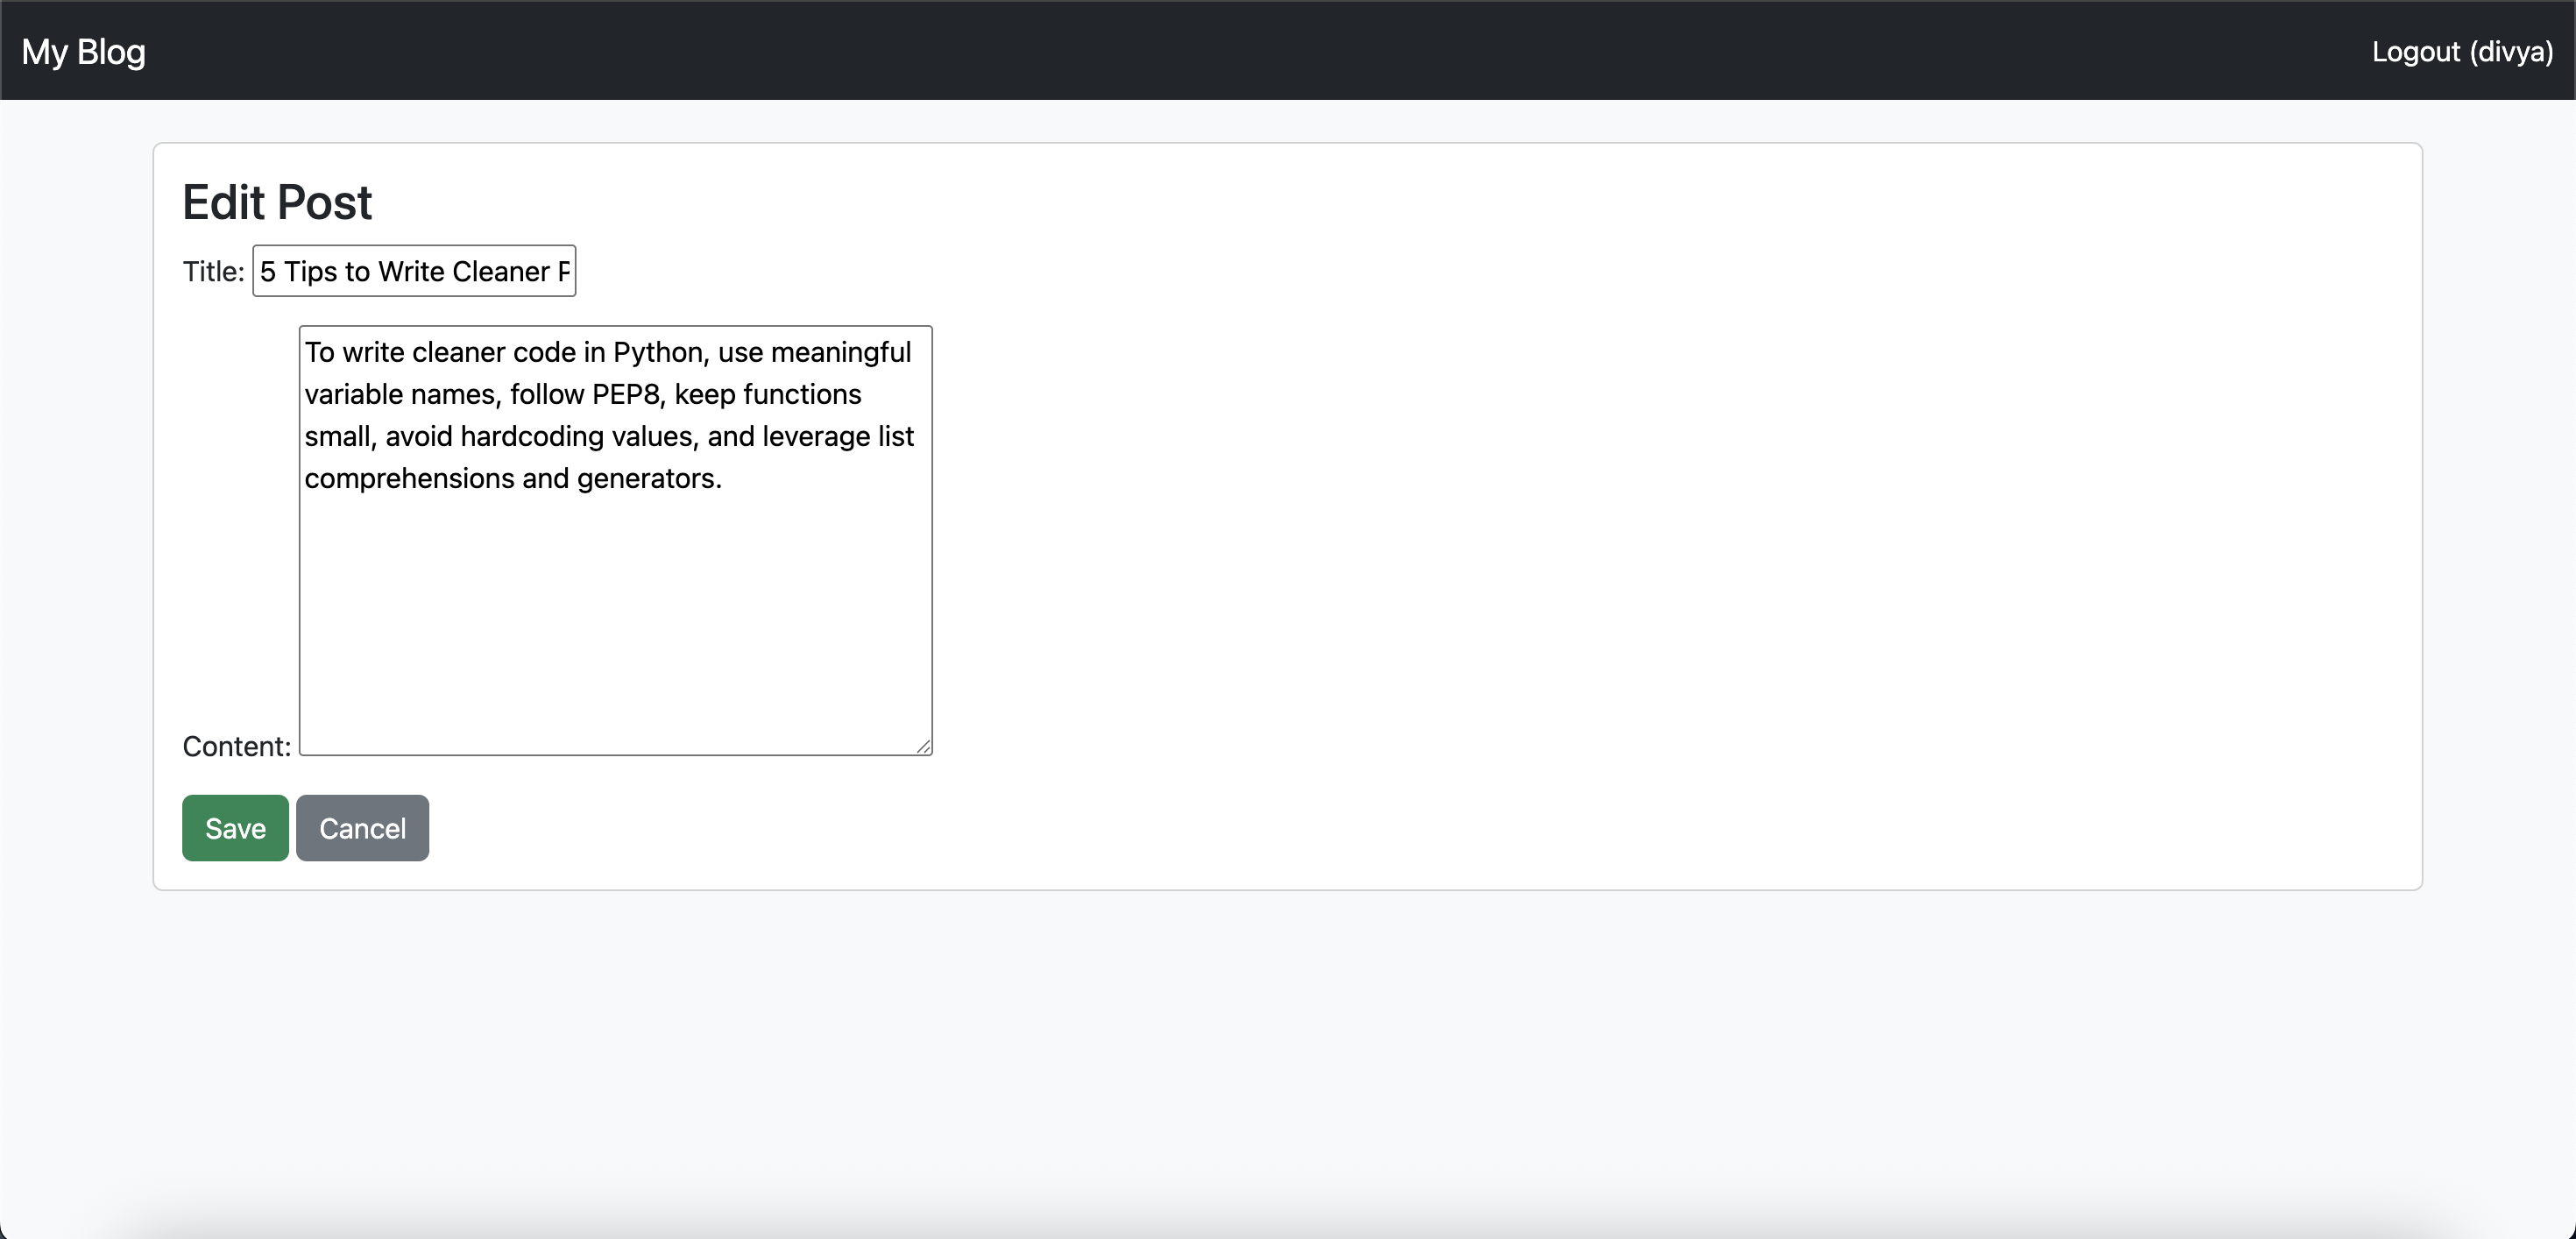 My Blog
Logout (divya)
Edit Post
Title: 5 Tips to Write Cleaner P
To write cleaner code in Python, use meaningful
variable names, follow PEP8, keep functions
small, avoid hardcoding values, and leverage list
comprehensions and generators.
Content:
Save Cancel